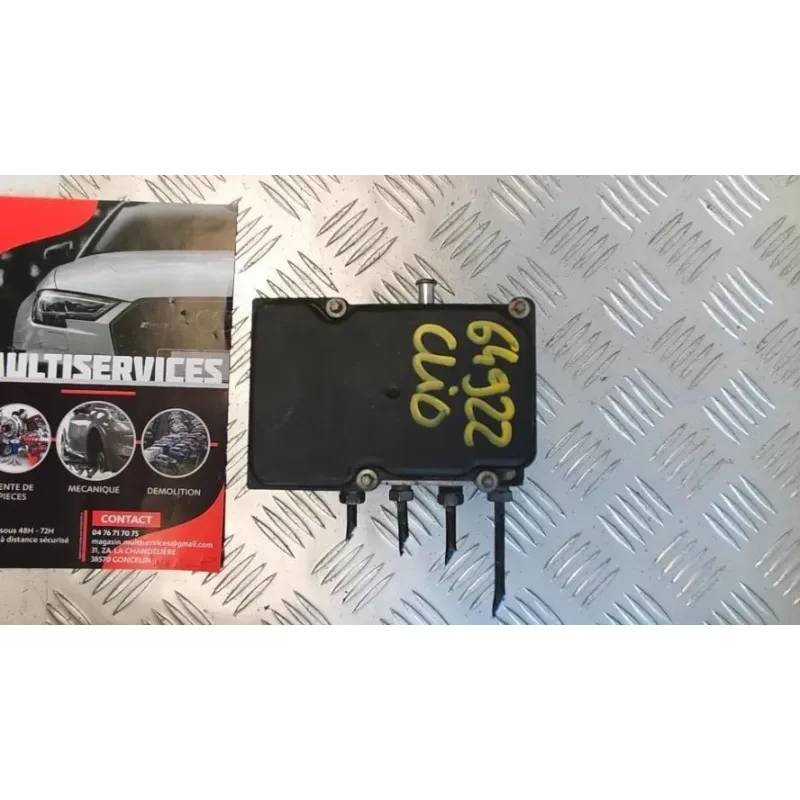 MULTISERVICES
ENTE DE
PIECES
MECANIQUE
DEMOLITION
sous 48H - 72H
à distance sécurisé
CONTACT
04 76 71 70 75
magasin.multiservices@gmail.com
31, ZA-LA CHANDELIÈRE
38570 GONCELIN
64922
CLiO